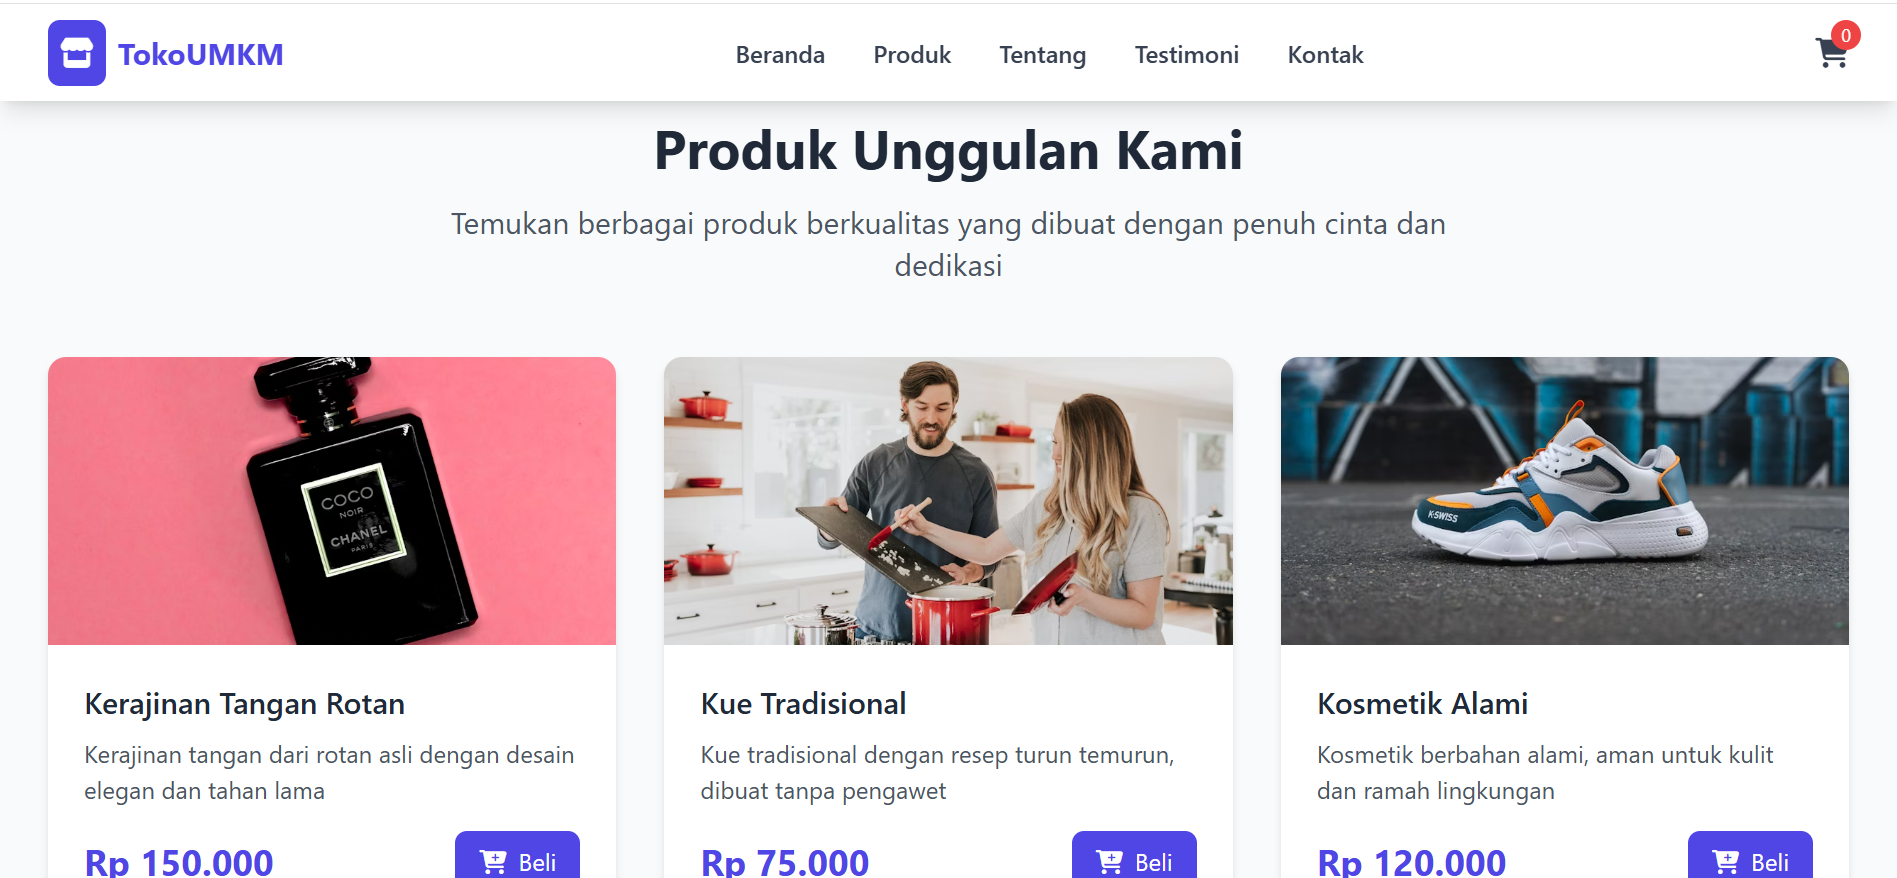 TokoUMKM
Beranda
Produk
Tentang
Testimoni
Kontak
0
Produk Unggulan Kami
Temukan berbagai produk berkualitas yang dibuat dengan penuh cinta dan
dedikasi
COCO
NOIR
CHANEL
PARIS
K-SWISS
Kerajinan Tangan Rotan
Kerajinan tangan dari rotan asli dengan desain
elegan dan tahan lama
Rp 150.000
Beli
Kue Tradisional
Kue tradisional dengan resep turun temurun,
dibuat tanpa pengawet
Rp 75.000
Beli
Kosmetik Alami
Kosmetik berbahan alami, aman untuk kulit
dan ramah lingkungan
Rp 120.000
Beli